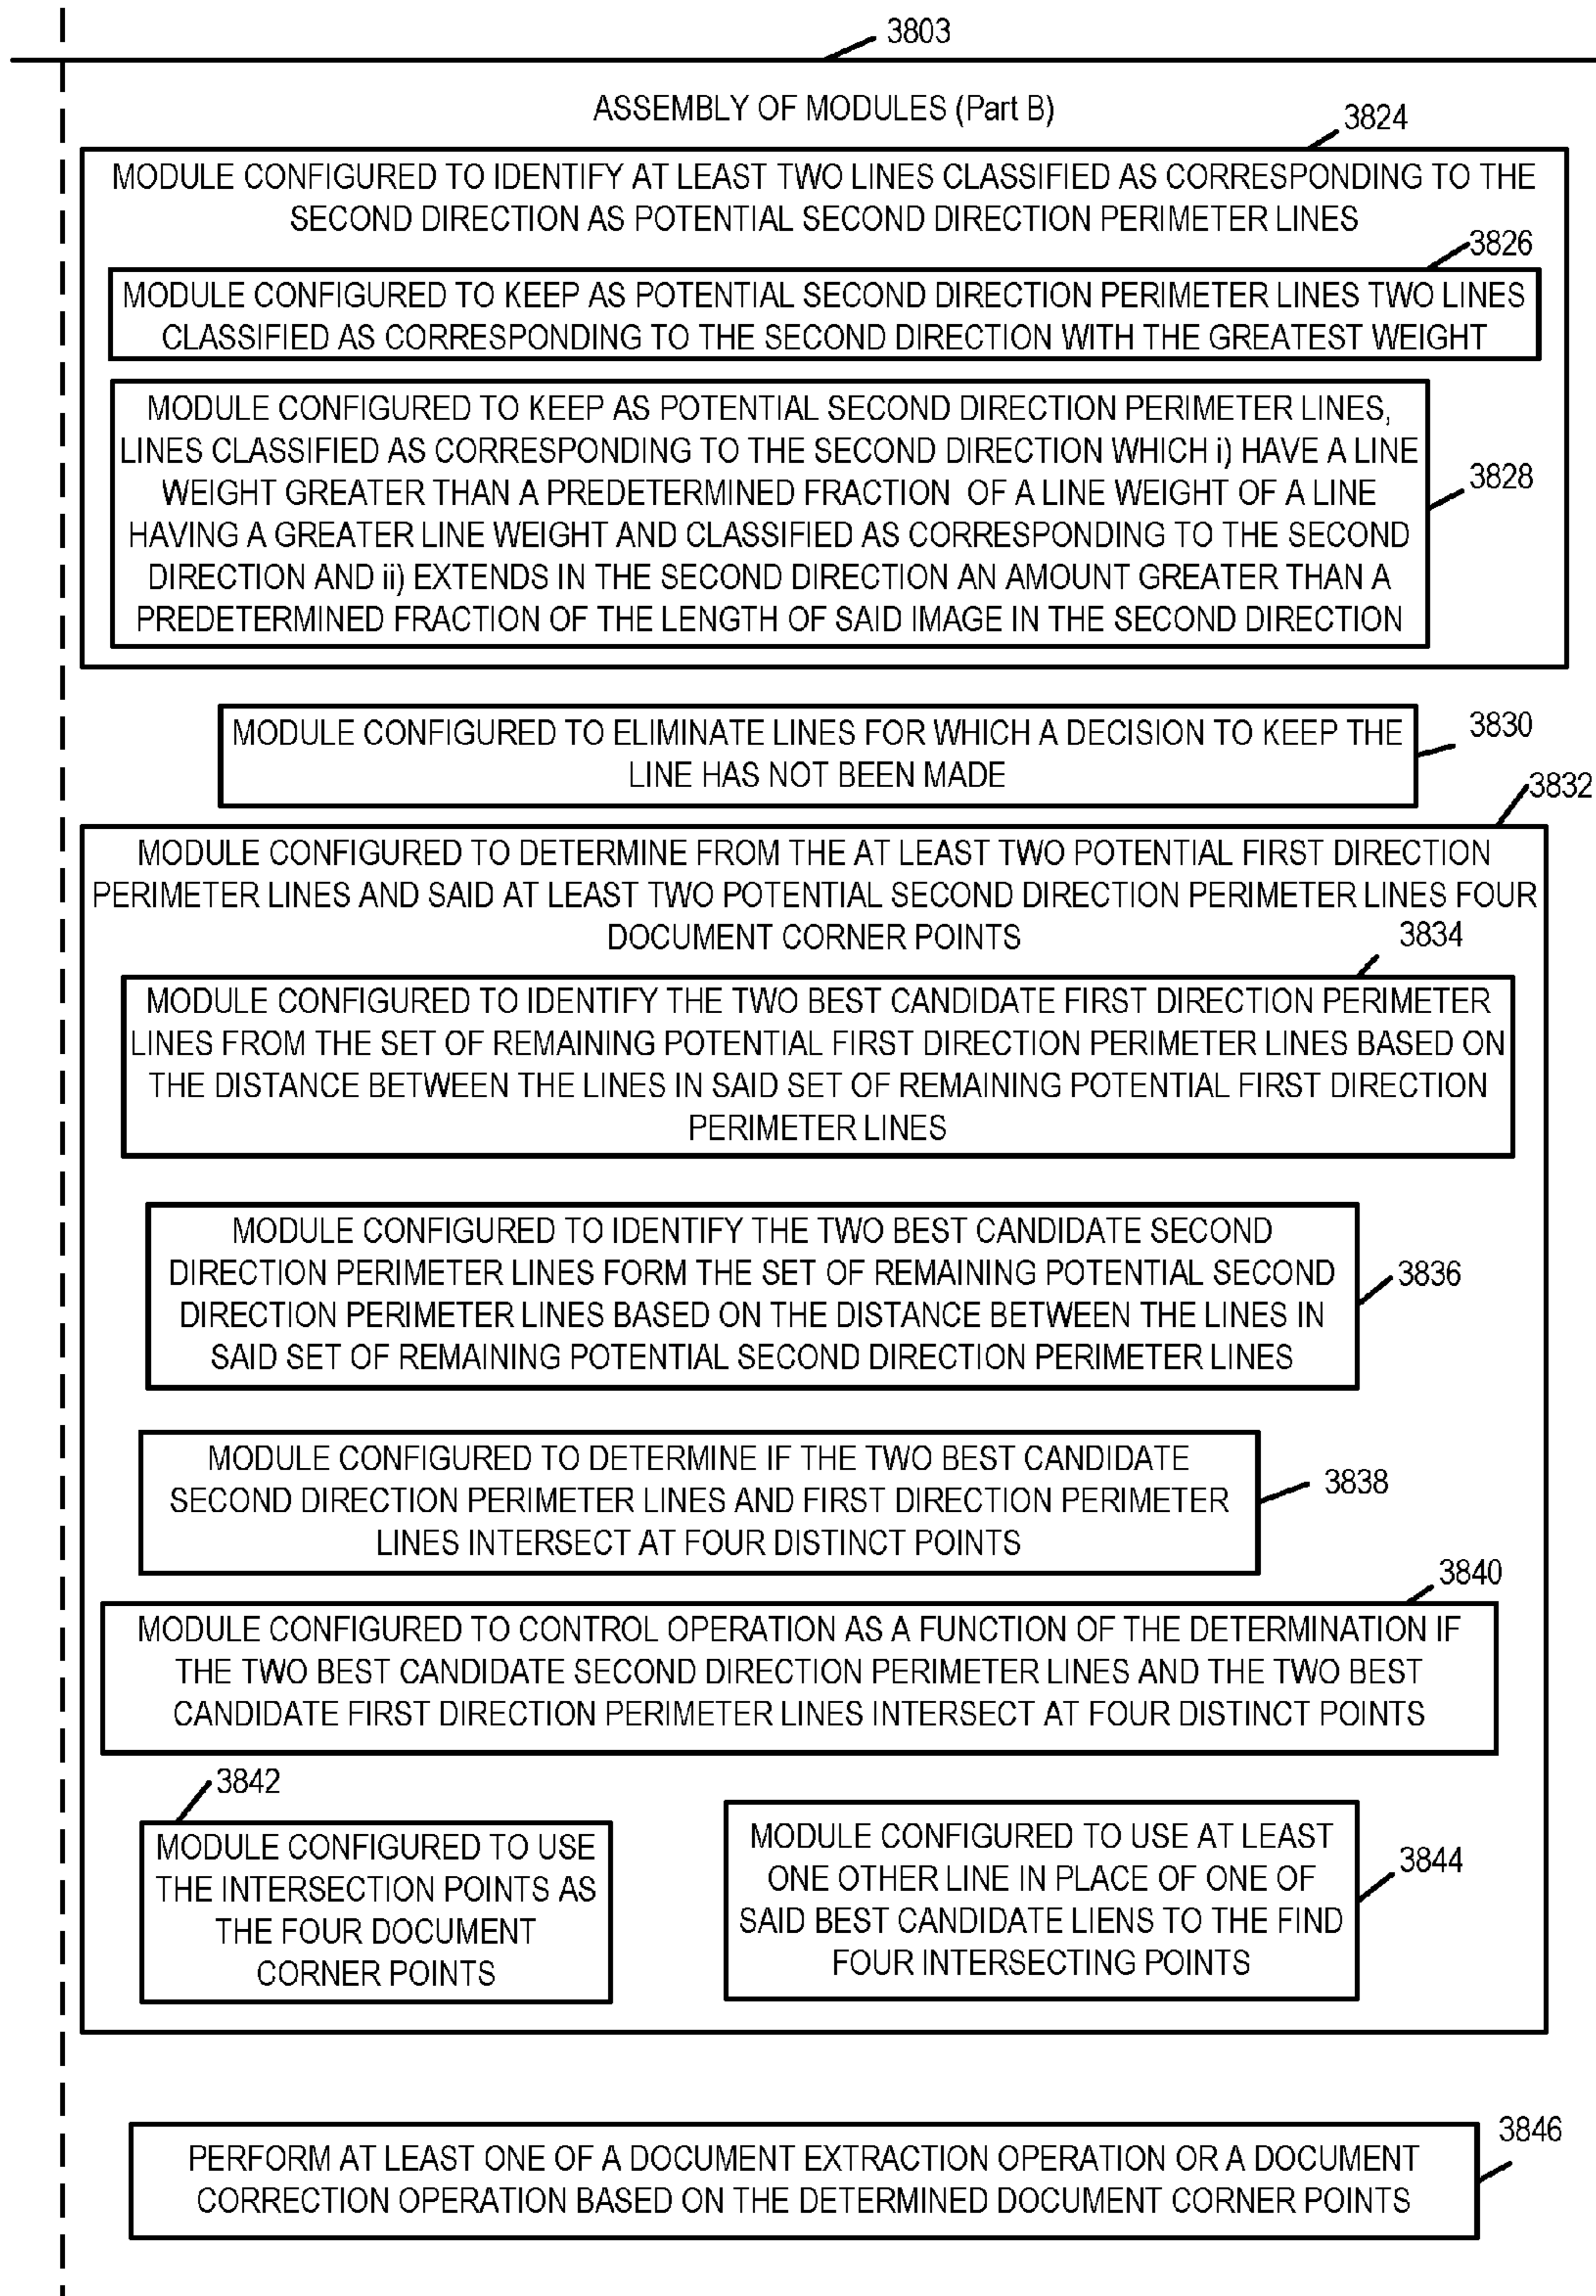 3803
ASSEMBLY OF MODULES (Part B)
3824
MODULE CONFIGURED TO IDENTIFY AT LEAST TWO LINES CLASSIFIED AS CORRESPONDING TO THE
SECOND DIRECTION AS POTENTIAL SECOND DIRECTION PERIMETER LINES
3826
MODULE CONFIGURED TO KEEP AS POTENTIAL SECOND DIRECTION PERIMETER LINES TWO LINES
CLASSIFIED AS CORRESPONDING TO THE SECOND DIRECTION WITH THE GREATEST WEIGHT
MODULE CONFIGURED TO KEEP AS POTENTIAL SECOND DIRECTION PERIMETER LINES,
LINES CLASSIFIED AS CORRESPONDING TO THE SECOND DIRECTION WHICH i) HAVE A LINE
WEIGHT GREATER THAN A PREDETERMINED FRACTION OF A LINE WEIGHT OF A LINE
HAVING A GREATER LINE WEIGHT AND CLASSIFIED AS CORRESPONDING TO THE SECOND
DIRECTION AND ii) EXTENDS IN THE SECOND DIRECTION AN AMOUNT GREATER THAN A
PREDETERMINED FRACTION OF THE LENGTH OF SAID IMAGE IN THE SECOND DIRECTION
3828
MODULE CONFIGURED TO ELIMINATE LINES FOR WHICH A DECISION TO KEEP THE
LINE HAS NOT BEEN MADE
3830
3832
MODULE CONFIGURED TO DETERMINE FROM THE AT LEAST TWO POTENTIAL FIRST DIRECTION
PERIMETER LINES AND SAID AT LEAST TWO POTENTIAL SECOND DIRECTION PERIMETER LINES FOUR
DOCUMENT CORNER POINTS
3834
MODULE CONFIGURED TO IDENTIFY THE TWO BEST CANDIDATE FIRST DIRECTION PERIMETER
LINES FROM THE SET OF REMAINING POTENTIAL FIRST DIRECTION PERIMETER LINES BASED ON
THE DISTANCE BETWEEN THE LINES IN SAID SET OF REMAINING POTENTIAL FIRST DIRECTION
PERIMETER LINES
MODULE CONFIGURED TO IDENTIFY THE TWO BEST CANDIDATE SECOND
DIRECTION PERIMETER LINES FORM THE SET OF REMAINING POTENTIAL SECOND
DIRECTION PERIMETER LINES BASED ON THE DISTANCE BETWEEN THE LINES IN
SAID SET OF REMAINING POTENTIAL SECOND DIRECTION PERIMETER LINES
3836
MODULE CONFIGURED TO DETERMINE IF THE TWO BEST CANDIDATE
SECOND DIRECTION PERIMETER LINES AND FIRST DIRECTION PERIMETER
LINES INTERSECT AT FOUR DISTINCT POINTS
3838
3840
MODULE CONFIGURED TO CONTROL OPERATION AS A FUNCTION OF THE DETERMINATION IF
THE TWO BEST CANDIDATE SECOND DIRECTION PERIMETER LINES AND THE TWO BEST
CANDIDATE FIRST DIRECTION PERIMETER LINES INTERSECT AT FOUR DISTINCT POINTS
3842
MODULE CONFIGURED TO USE
THE INTERSECTION POINTS AS
THE FOUR DOCUMENT
CORNER POINTS
MODULE CONFIGURED TO USE AT LEAST
ONE OTHER LINE IN PLACE OF ONE OF
SAID BEST CANDIDATE LIENS TO THE FIND
FOUR INTERSECTING POINTS
3844
3846
PERFORM AT LEAST ONE OF A DOCUMENT EXTRACTION OPERATION OR A DOCUMENT
CORRECTION OPERATION BASED ON THE DETERMINED DOCUMENT CORNER POINTS